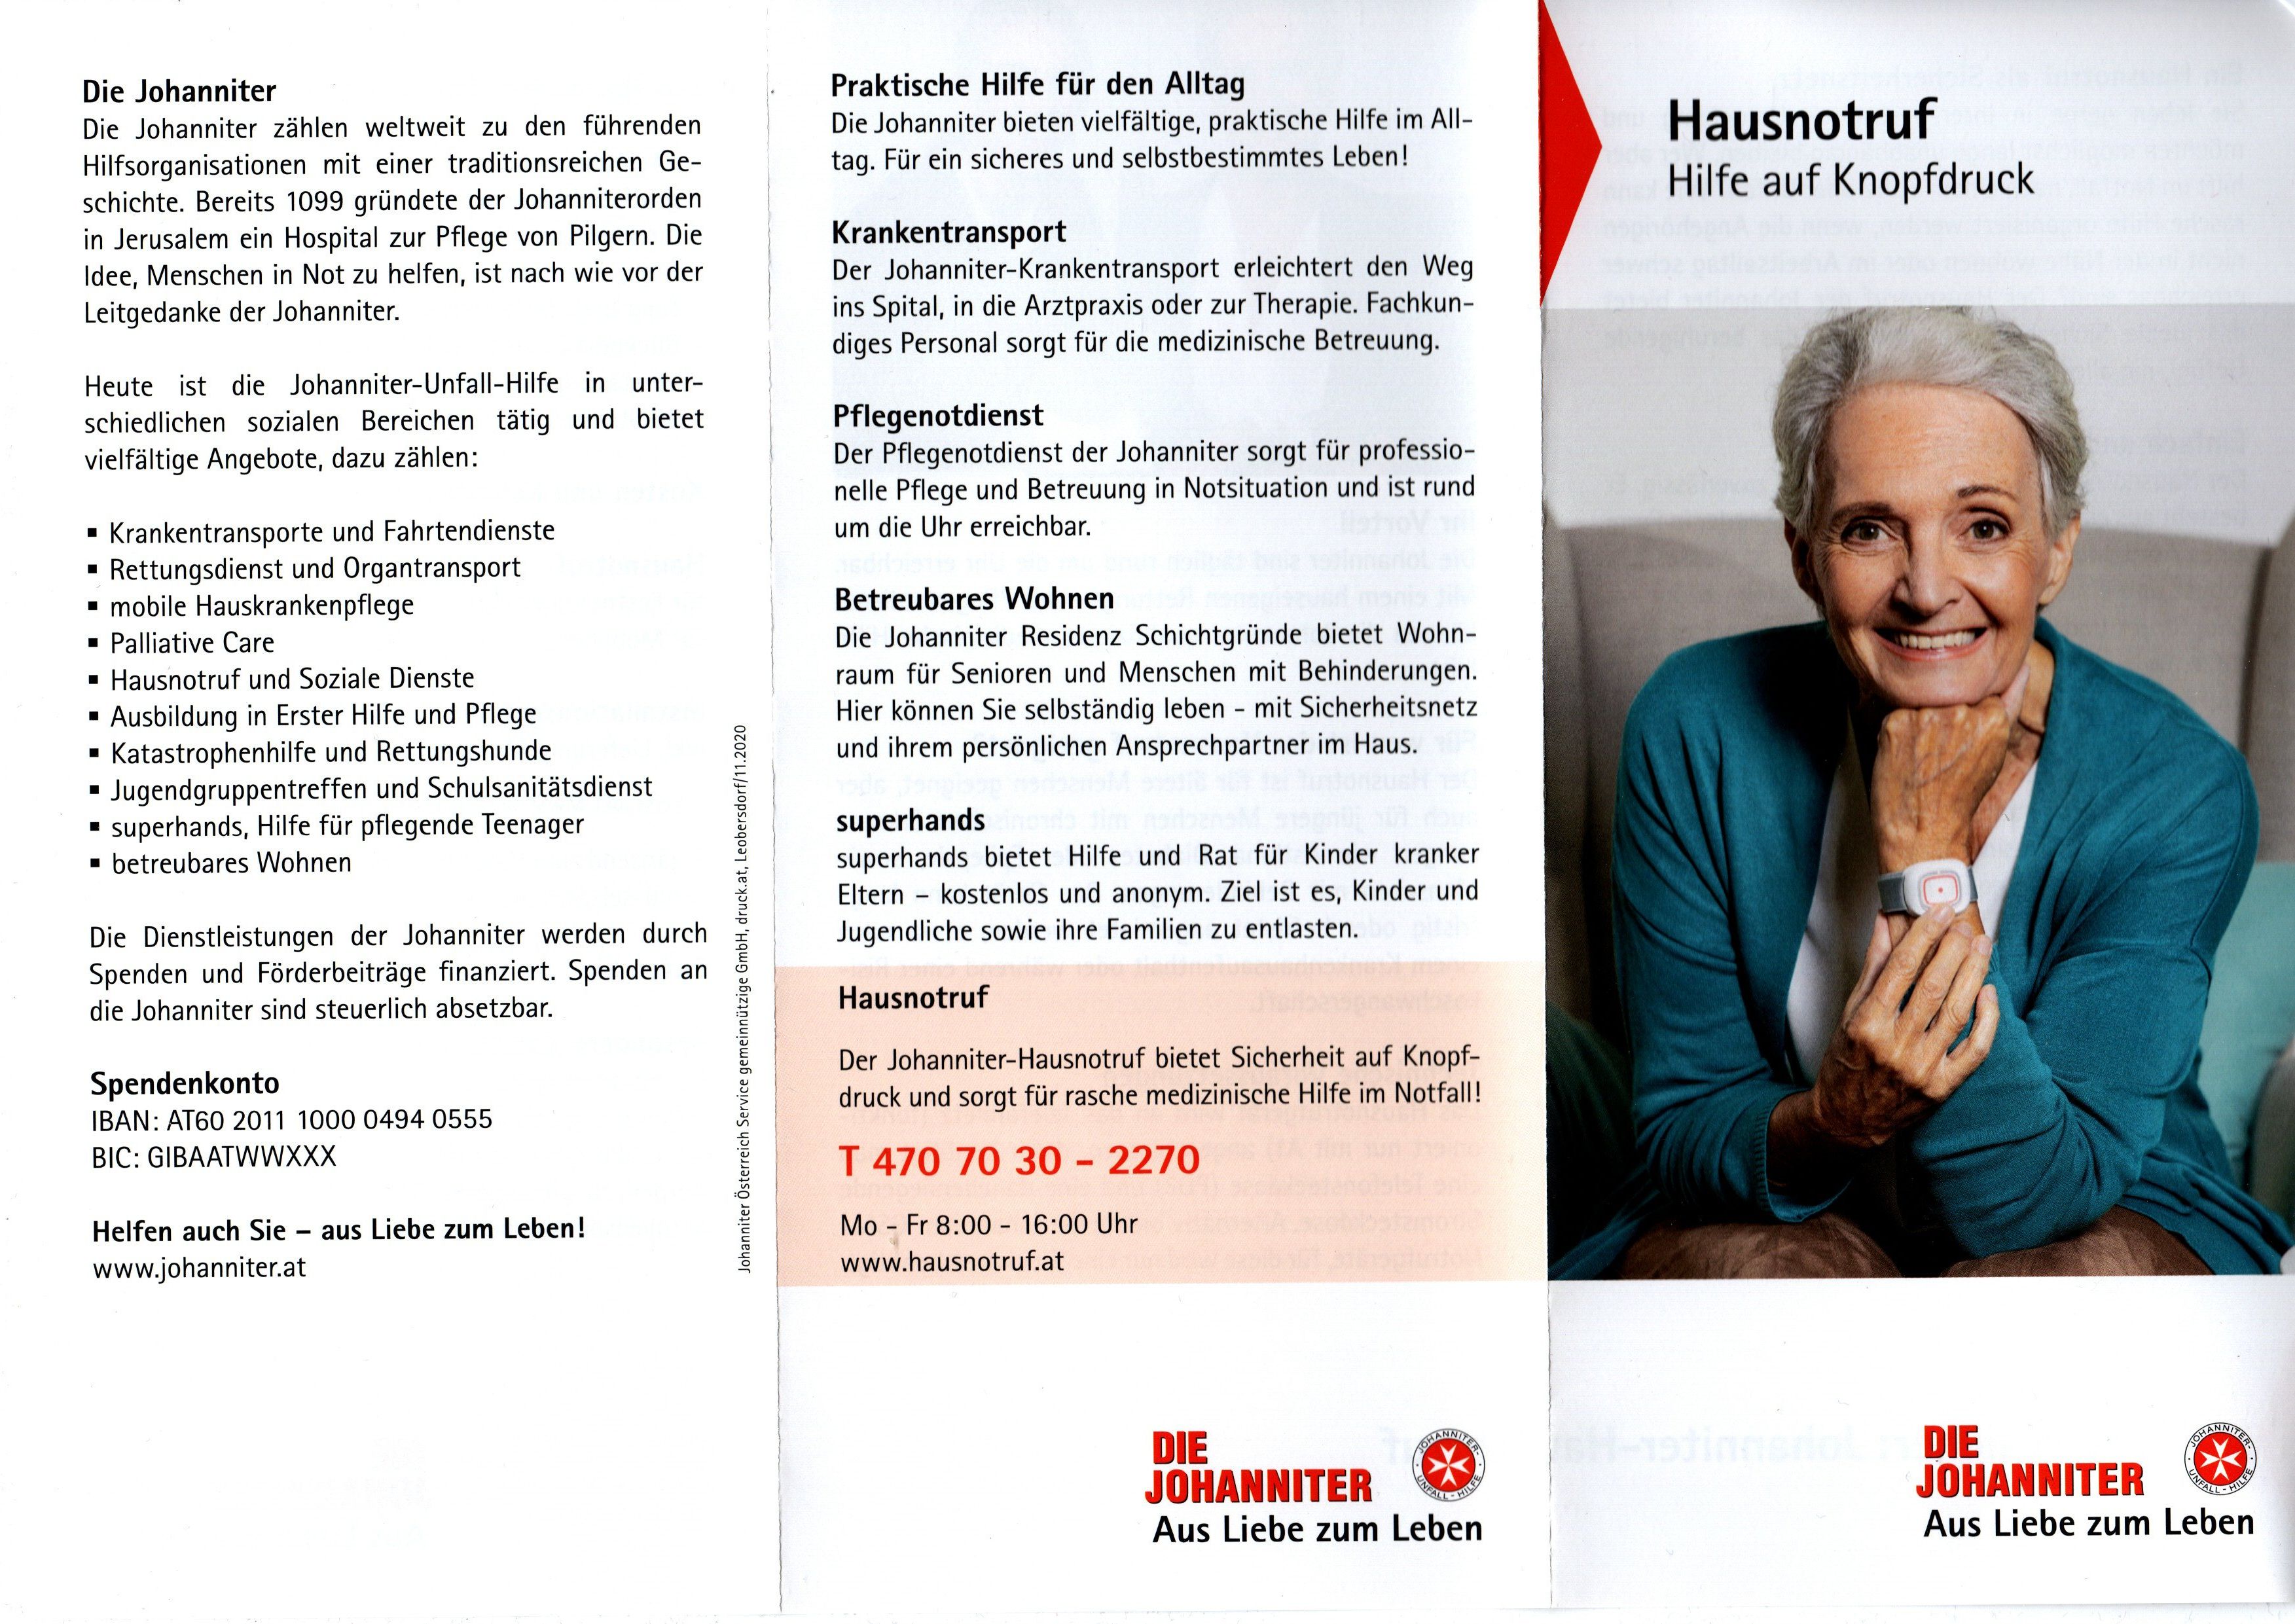 Die Johanniter
Die Johanniter zählen weltweit zu den führenden
Hilfsorganisationen mit einer traditionsreichen Ge-
schichte. Bereits 1099 gründete der Johanniterorden
in Jerusalem ein Hospital zur Pflege von Pilgern. Die
Idee, Menschen in Not zu helfen, ist nach wie vor der
Leitgedanke der Johanniter.
Heute ist die Johanniter-Unfall-Hilfe in unter-
schiedlichen sozialen Bereichen tätig und bietet
vielfältige Angebote, dazu zählen:
▪ Krankentransporte und Fahrtendienste
▪ Rettungsdienst und Organtransport
▪ mobile Hauskrankenpflege
▪ Palliative Care
▪ Hausnotruf und Soziale Dienste
▪ Ausbildung in Erster Hilfe und Pflege
▪ Katastrophenhilfe und Rettungshunde
▪ Jugendgruppentreffen und Schulsanitätsdienst
▪ superhands, Hilfe für pflegende Teenager
▪ betreubares Wohnen
Die Dienstleistungen der Johanniter werden durch
Spenden und Förderbeiträge finanziert. Spenden an
die Johanniter sind steuerlich absetzbar.
Spendenkonto
IBAN: AT60 2011 1000 0494 0555
BIC: GIBAATWWXXX
Helfen auch Sie – aus Liebe zum Leben!
www.johanniter.at
Johanniter Österreich Service gemeinnützige GmbH, druck.at, Leobersdorf/11.2020
Praktische Hilfe für den Alltag
Die Johanniter bieten vielfältige, praktische Hilfe im All-
tag. Für ein sicheres und selbstbestimmtes Leben!
Krankentransport
Der Johanniter-Krankentransport erleichtert den Weg
ins Spital, in die Arztpraxis oder zur Therapie. Fachkun-
diges Personal sorgt für die medizinische Betreuung.
Pflegenotdienst
Der Pflegenotdienst der Johanniter sorgt für professio-
nelle Pflege und Betreuung in Notsituation und ist rund
um die Uhr erreichbar.
Betreubares Wohnen
Die Johanniter Residenz Schichtgründe bietet Wohn-
raum für Senioren und Menschen mit Behinderungen.
Hier können Sie selbständig leben - mit Sicherheitsnetz
und ihrem persönlichen Ansprechpartner im Haus.
superhands
superhands bietet Hilfe und Rat für Kinder kranker
Eltern – kostenlos und anonym. Ziel ist es, Kinder und
Jugendliche sowie ihre Familien zu entlasten.
Hausnotruf
Der Johanniter-Hausnotruf bietet Sicherheit auf Knopf-
druck und sorgt für rasche medizinische Hilfe im Notfall!
T 470 70 30 - 2270
Mo - Fr 8:00 - 16:00 Uhr
www.hausnotruf.at
DIE
JOHANNITER
Aus Liebe zum Leben
JOHANNITER-
UNFALL-HILFE
Hausnotruf
Hilfe auf Knopfdruck
DIE
JOHANNITER
Aus Liebe zum Leben
JOHANNITER-
UNFALL-HILFE